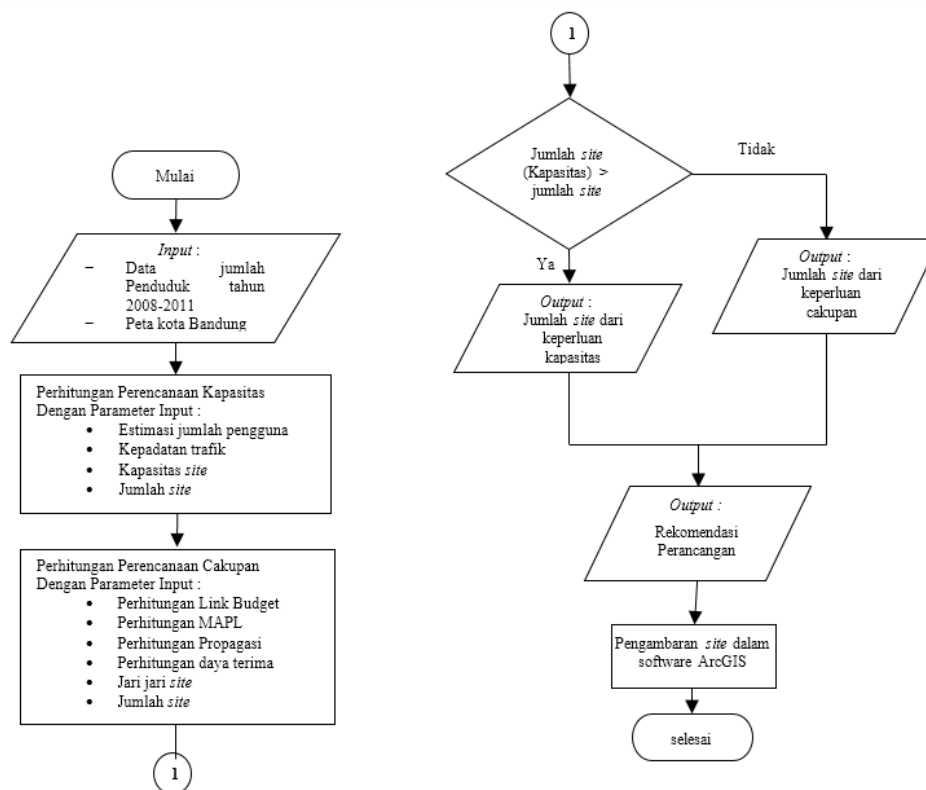 Mulai
Input :
– Data jumlah
Penduduk tahun
2008-2011
– Peta kota Bandung
Perhitungan Perencanaan Kapasitas
Dengan Parameter Input :
• Estimasi jumlah pengguna
• Kepadatan trafik
• Kapasitas site
• Jumlah site
Perhitungan Perencanaan Cakupan
Dengan Parameter Input :
• Perhitungan Link Budget
• Perhitungan MAPL
• Perhitungan Propagasi
• Perhitungan daya terima
• Jari jari site
• Jumlah site
1
1
Jumlah site
(Kapasitas) >
jumlah site
Tidak
Ya
Output :
Jumlah site dari
keperluan
kapasitas
Output :
Jumlah site dari
keperluan
cakupan
Output :
Rekomendasi
Perancangan
Pengambaran site dalam
software ArcGIS
selesai